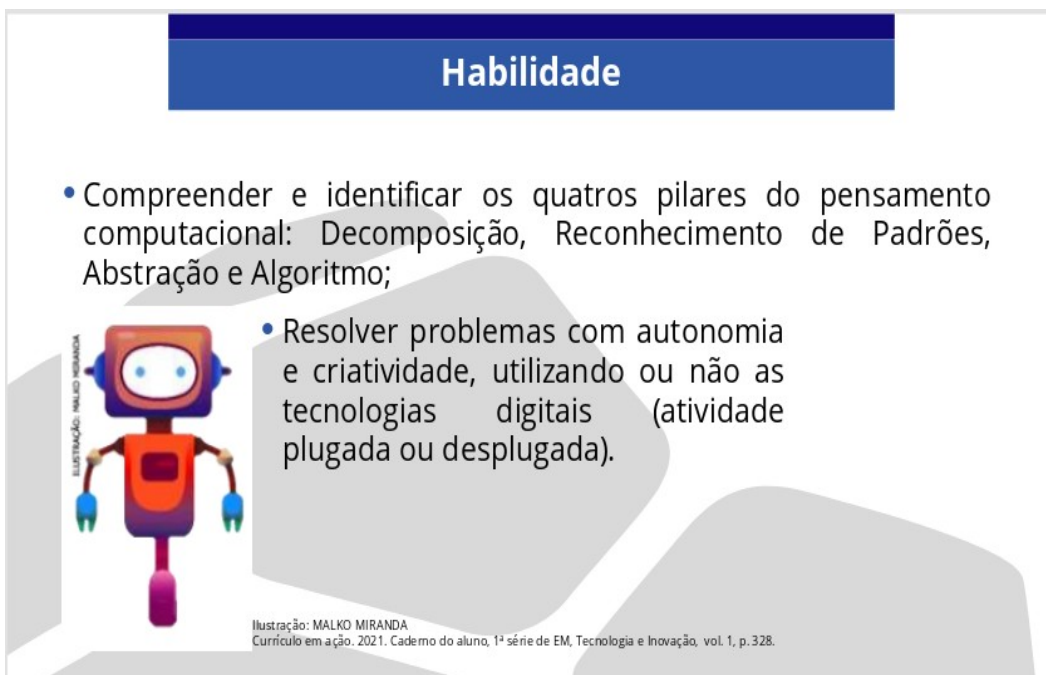 Habilidade
• Compreender e identificar os quatros pilares do pensamento
computacional: Decomposição, Reconhecimento de Padrões,
Abstração e Algoritmo;
• Resolver problemas com autonomia
e criatividade, utilizando ou não as
tecnologias digitais (atividade
plugada ou desplugada).
ILUSTRAÇÃO: MALKO MIRANDA
Ilustração: MALKO MIRANDA
Currículo em ação. 2021. Caderno do aluno, 1ª série de EM, Tecnologia e Inovação, vol. 1, p. 328.